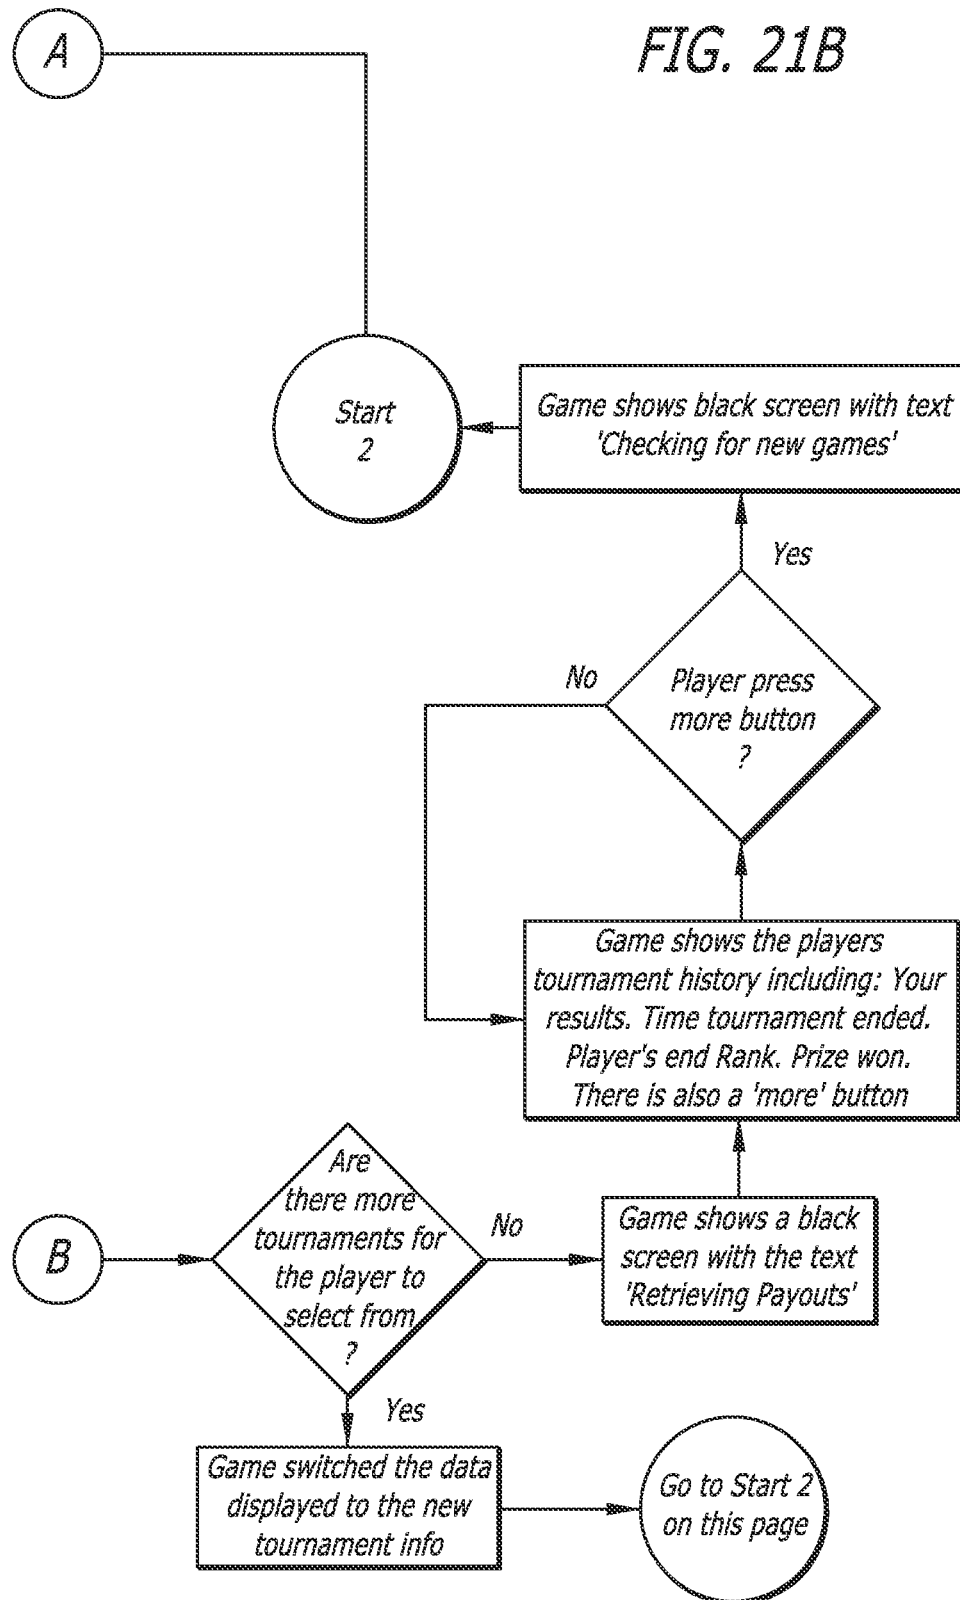 A
FIG. 21B
Start
2
Game shows black screen with text
'Checking for new games'
Yes
No
Player press
more button
?
Game shows the players
tournament history including: Your
results. Time tournament ended.
Player's end Rank. Prize won.
There is also a 'more' button
B
Are
there more
tournaments for
the player to
select from
?
No
Game shows a black
screen with the text
'Retrieving Payouts'
Yes
Game switched the data
displayed to the new
tournament info
Go to Start 2
on this page